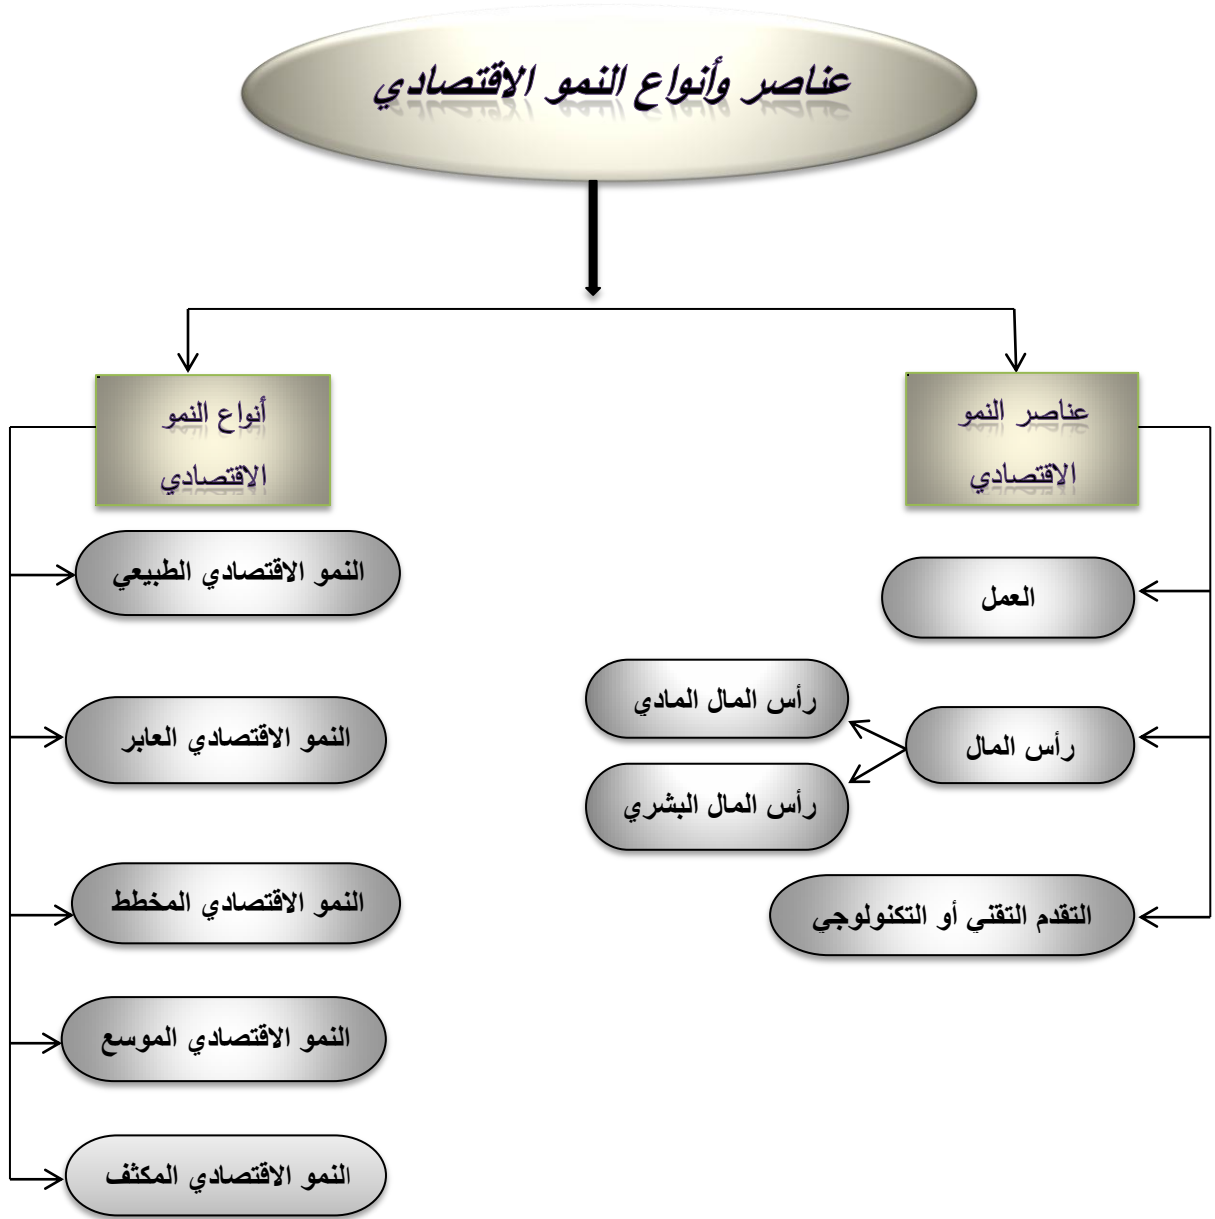 عناصر وأنواع النمو الاقتصادي
عناصر النمو
الاقتصادي
العمل
رأس المال
رأس المال المادي
رأس المال البشري
التقدم التقني أو التكنولوجي
أنواع النمو
الاقتصادي
النمو الاقتصادي الطبيعي
النمو الاقتصادي العابر
النمو الاقتصادي المخطط
النمو الاقتصادي الموسع
النمو الاقتصادي المكثف